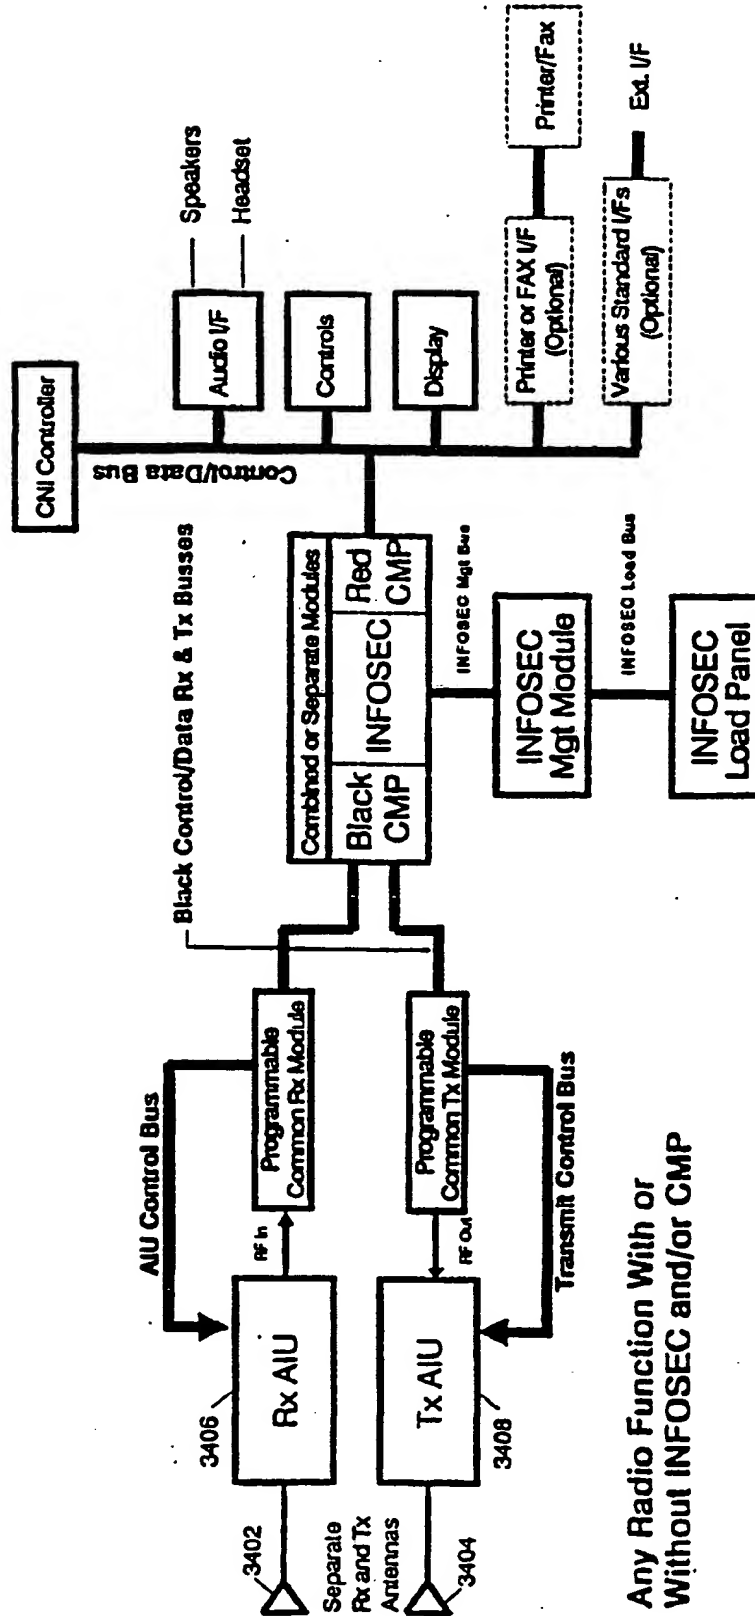 3402
Separate
Rx and Tx
Antennas
3404
3406
Rx AIU
Tx AIU
3408
AIU Control Bus
RF In
RF Out
Transmit Control Bus
Programmable
Common Rx Module
Programmable
Common Tx Module
Black Control/Data Rx & Tx Busses
Combined or Separate Modules
Black
CMP
INFOSEC
Red
CMP
INFOSEC Mgt Bus
INFOSEC
Mgt Module
INFOSEC Load Bus
INFOSEC
Load Panel
CNI Controller
Control/Data Bus
Audio I/F
Speakers
Headset
Controls
Display
Printer or FAX I/F
(Optional)
Printer/Fax
Various Standard I/Fs
(Optional)
Ext. I/F
Any Radio Function With or
Without INFOSEC and/or CMP